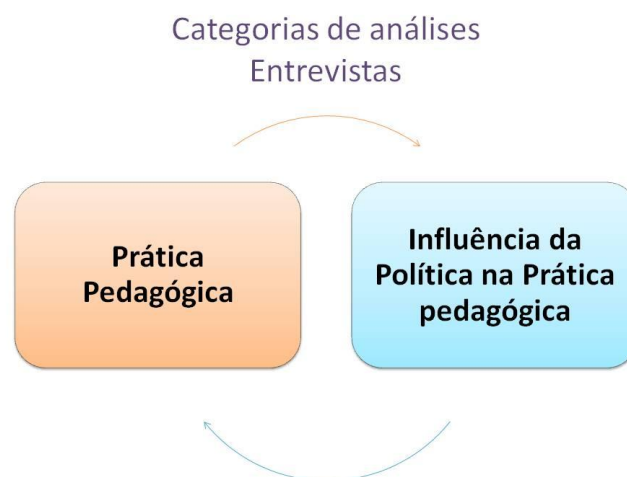 Categorias de análises
Entrevistas
Prática
Pedagógica
Influência da
Política na Prática
pedagógica